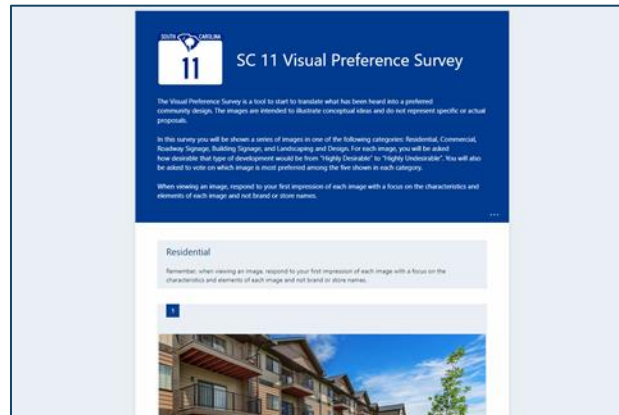 SOUTH CAROLINA
11
SC 11 Visual Preference Survey
The Visual Preference Survey is a tool to start to translate what has been heard into a preferred
community design. The images are intended to illustrate conceptual ideas and do not represent specific or actual
proposals.
In this survey you will be shown a series of images in one of the following categories: Residential, Commercial,
Roadway Signage, Building Signage, and Landscaping and Design. For each image, you will be asked
how desirable that type of development would be from "Highly Desirable" to "Highly Undesirable". You will also
be asked to vote on which image is most preferred among the five shown in each category.
When viewing an image, respond to your first impression of each image with a focus on the characteristics and
elements of each image and not brand or store names.
...
Residential
Remember, when viewing an image, respond to your first impression of each image with a focus on the
characteristics and elements of each image and not brand or store names.
1